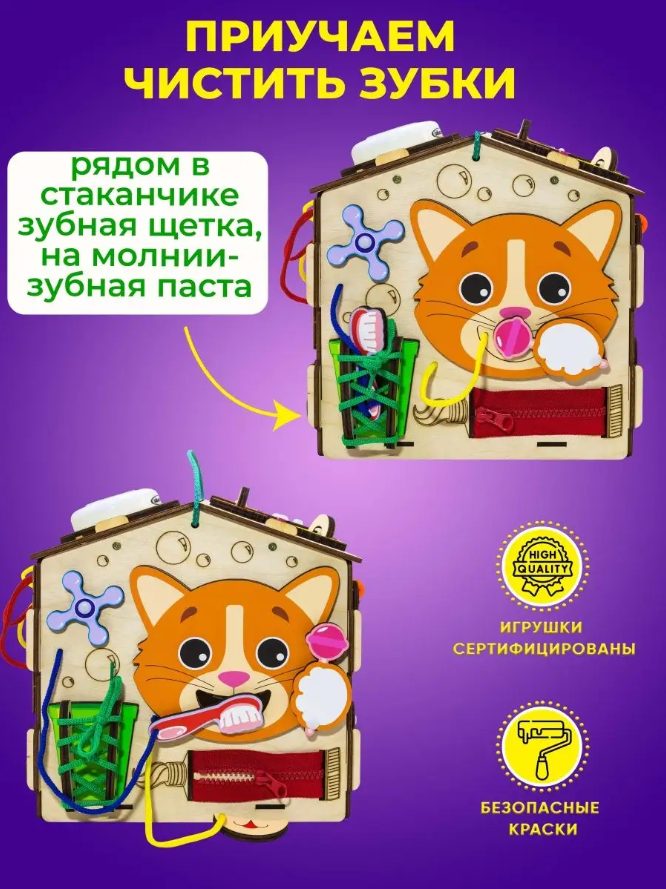 ПРИУЧАЕМ
ЧИСТИТЬ ЗУБКИ
рядом в
стаканчике
зубная щетка,
на молнии-
зубная паста
HIGH
QUALITY
ИГРУШКИ
СЕРТИФИЦИРОВАНЫ
БЕЗОПАСНЫЕ
КРАСКИ